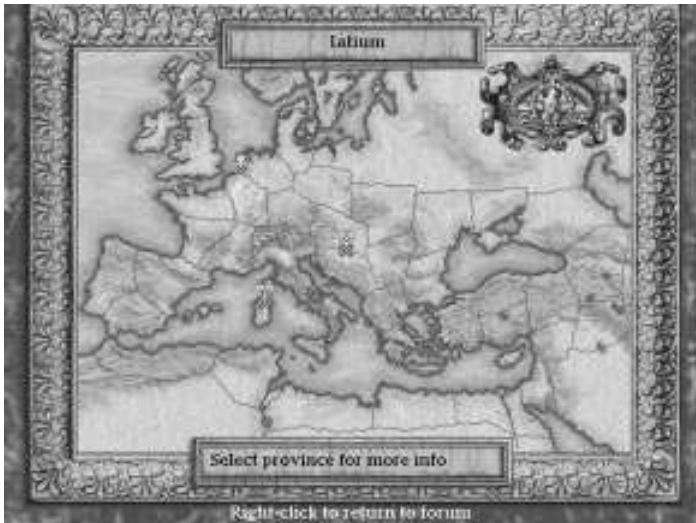 Latium
Select province for more info
Right-click to return to forum